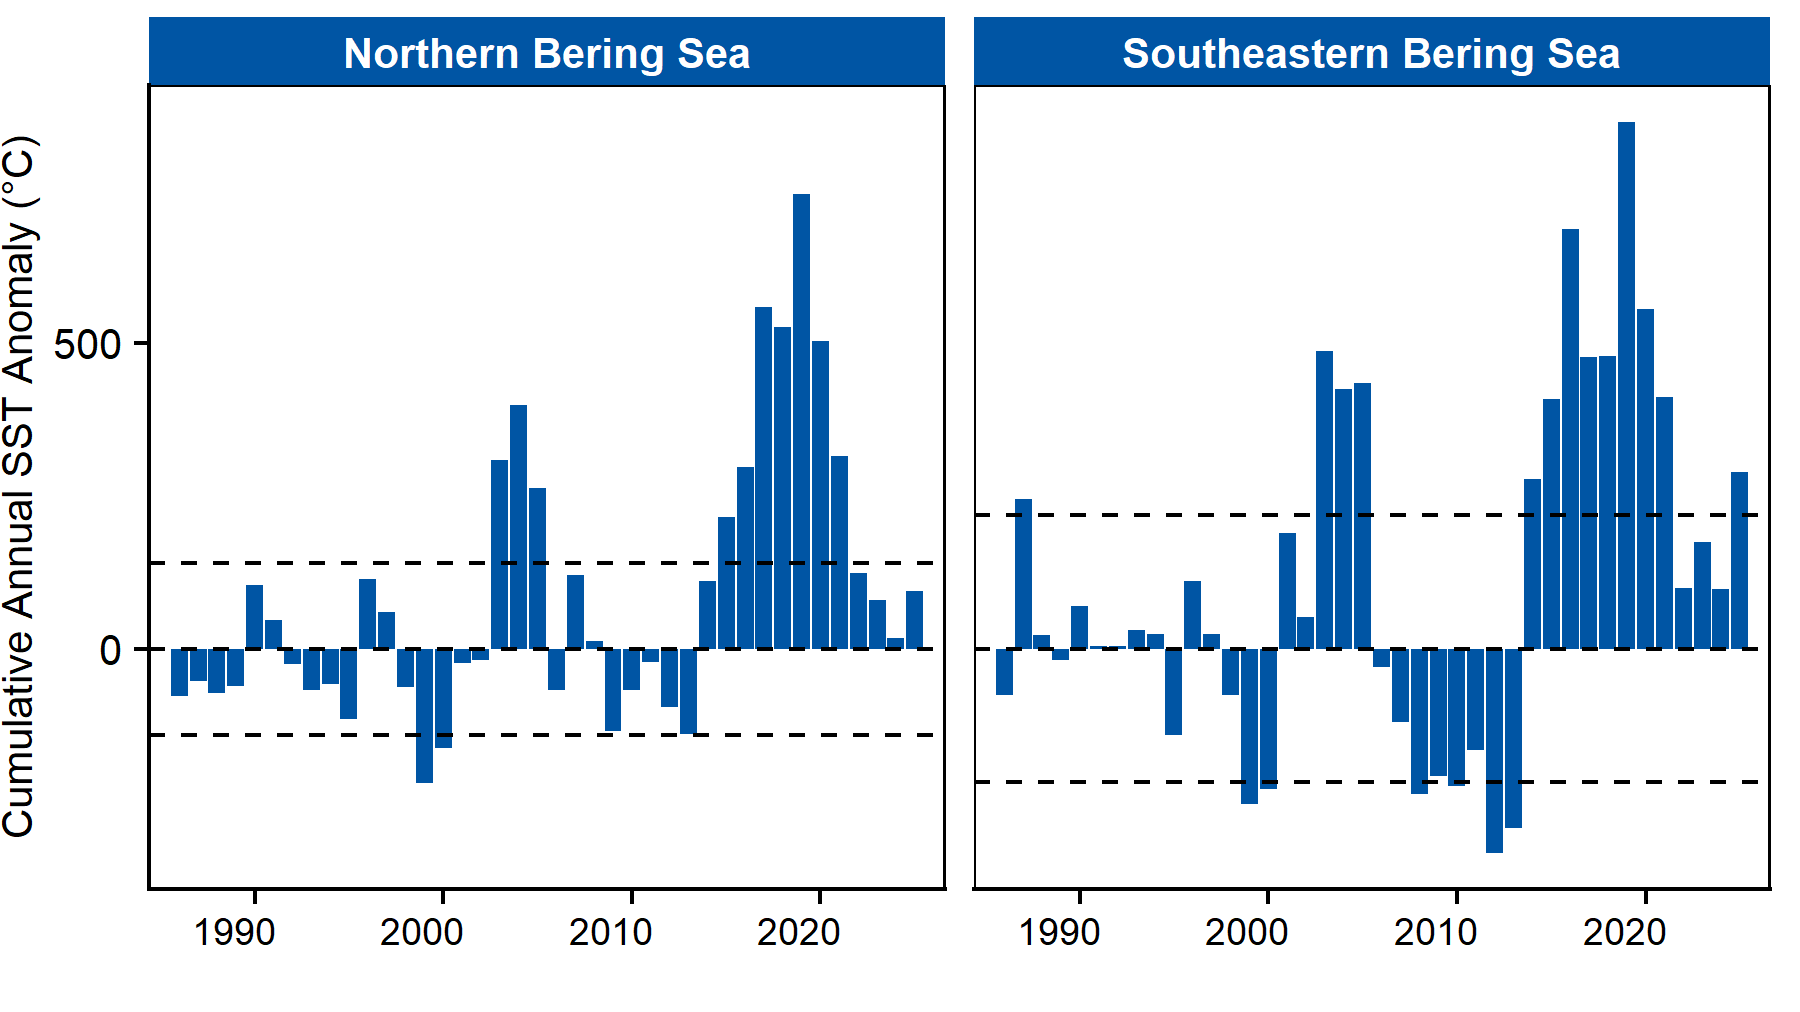 Northern Bering Sea
Southeastern Bering Sea
Cumulative Annual SST Anomaly (°C)
500
0
1990 2000 2010 2020
1990 2000 2010 2020